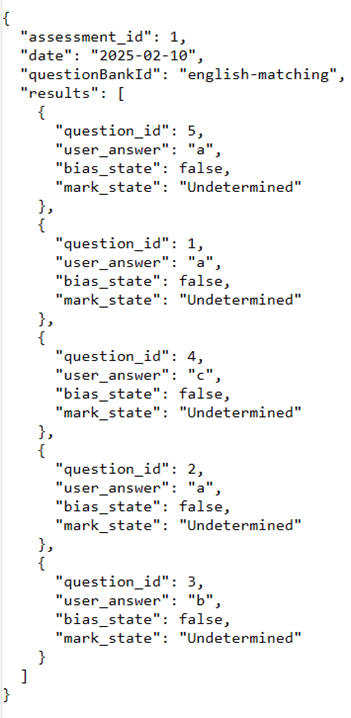 {
  "assessment_id": 1,
  "date": "2025-02-10",
  "questionBankId": "english-matching",
  "results": [
    {
      "question_id": 5,
      "user_answer": "a",
      "bias_state": false,
      "mark_state": "Undetermined"
    },
    {
      "question_id": 1,
      "user_answer": "a",
      "bias_state": false,
      "mark_state": "Undetermined"
    },
    {
      "question_id": 4,
      "user_answer": "c",
      "bias_state": false,
      "mark_state": "Undetermined"
    },
    {
      "question_id": 2,
      "user_answer": "a",
      "bias_state": false,
      "mark_state": "Undetermined"
    },
    {
      "question_id": 3,
      "user_answer": "b",
      "bias_state": false,
      "mark_state": "Undetermined"
    }
  ]
}